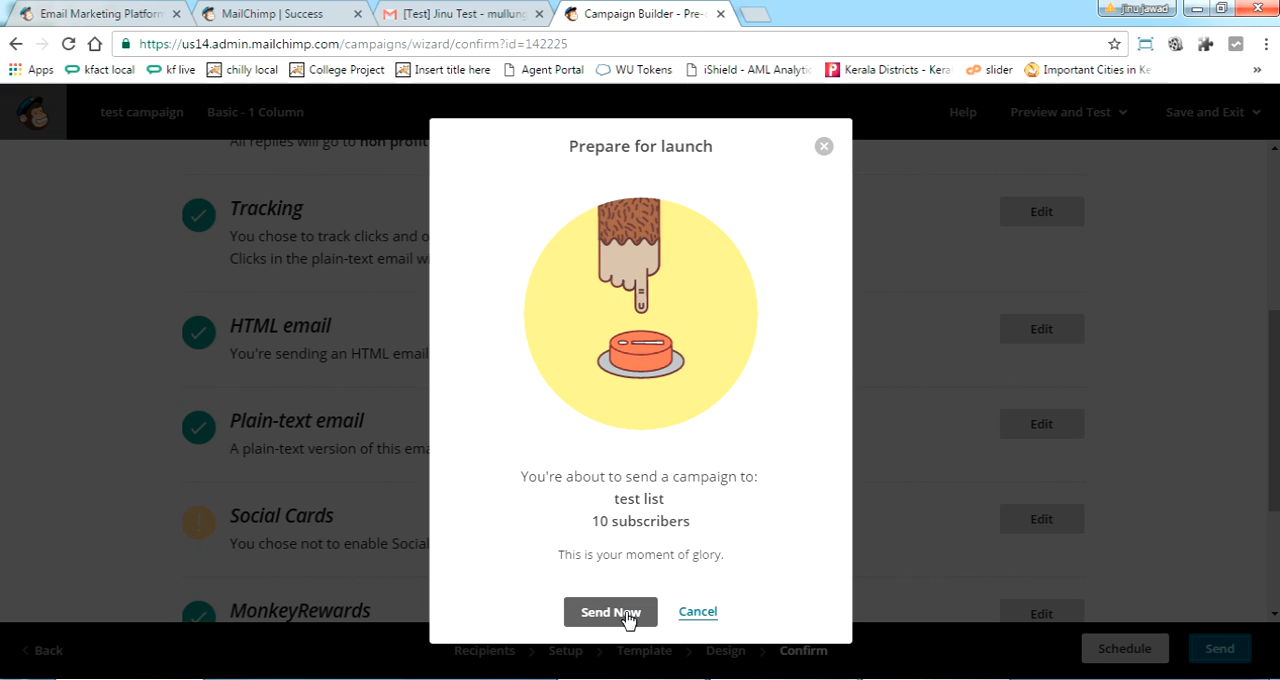 Email Marketing Platform
MailChimp | Success
[Test] Jinu Test - mullung
Campaign Builder - Pre-
jinu jawad
https://us14.admin.mailchimp.com/campaigns/wizard/confirm?id=142225
Apps
kfact local
kf live
chilly local
College Project
Insert title here
Agent Portal
WU Tokens
iShield - AML Analytic
Kerala Districts - Kera
slider
Important Cities in Ke
test campaign
Basic - 1 Column
Help
Preview and Test
Save and Exit
All replies will go to non profit
Prepare for launch
Tracking
Edit
You chose to track clicks and o
Clicks in the plain-text email wi
HTML email
Edit
You're sending an HTML email
Plain-text email
Edit
A plain-text version of this ema
You're about to send a campaign to:
test list
10 subscribers
Social Cards
Edit
You chose not to enable Social
This is your moment of glory.
MonkeyRewards
Edit
Send Now
Cancel
Back
Recipients > Setup > Template > Design > Confirm
Schedule
Send